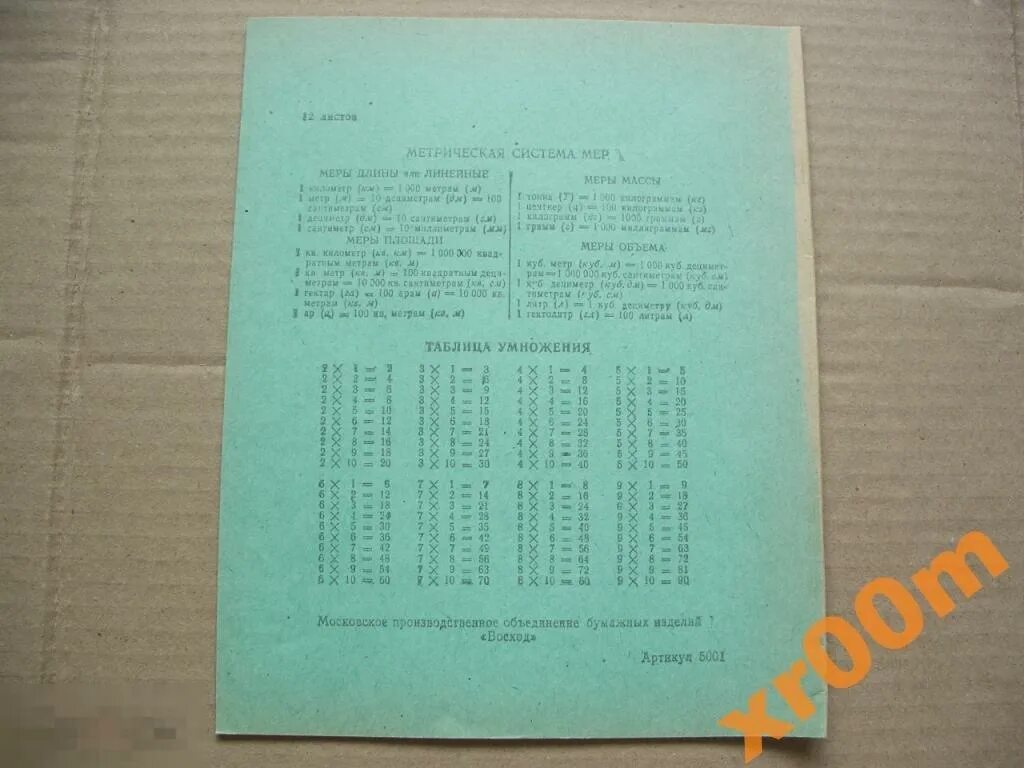 12 листов
МЕТРИЧЕСКАЯ СИСТЕМА МЕР
МЕРЫ ДЛИНЫ или ЛИНЕЙНЫЕ
1 километр (км) = 1 000 метрам (м)
1 метр (м) = 10 дециметрам (дм) = 100
сантиметрам (см)
1 дециметр (дм) = 10 сантиметрам (см)
1 сантиметр (см) = 10 миллиметрам (мм)
МЕРЫ ПЛОЩАДИ
1 кв. километр (кв. км) = 1 000 000 квад-
ратным метрам (кв. м)
1 кв. метр (кв. м) = 100 квадратным деци-
метрам = 10 000 кв. сантиметрам (кв. см)
1 гектар (га) = 100 арам (а) = 10 000 кв.
метрам (кв. м)
1 ар (а) = 100 кв. метрам (кв. м)
МЕРЫ МАССЫ
1 тонна (Т) = 1 000 килограммам (кг)
1 центнер (ц) = 100 килограммам (кг)
1 килограмм (кг) = 1000 граммам (г)
1 грамм (г) = 1 000 миллиграммам (мг)
МЕРЫ ОБЪЕМА
1 куб. метр (куб. м) = 1 000 куб. дециме-
трам = 1 000 000 куб. сантиметрам (куб. см)
1 куб. дециметр (куб. дм) = 1 000 куб. сан-
тиметрам (куб. см)
1 литр (л) = 1 куб. дециметру (куб. дм)
1 гектолитр (гл) = 100 литрам (л)
ТАБЛИЦА УМНОЖЕНИЯ
2 × 1 = 2 3 × 1 = 3 4 × 1 = 4 5 × 1 = 5
2 × 2 = 4 3 × 2 = 6 4 × 2 = 8 5 × 2 = 10
2 × 3 = 6 3 × 3 = 9 4 × 3 = 12 5 × 3 = 15
2 × 4 = 8 3 × 4 = 12 4 × 4 = 16 5 × 4 = 20
2 × 5 = 10 3 × 5 = 15 4 × 5 = 20 5 × 5 = 25
2 × 6 = 12 3 × 6 = 18 4 × 6 = 24 5 × 6 = 30
2 × 7 = 14 3 × 7 = 21 4 × 7 = 28 5 × 7 = 35
2 × 8 = 16 3 × 8 = 24 4 × 8 = 32 5 × 8 = 40
2 × 9 = 18 3 × 9 = 27 4 × 9 = 36 5 × 9 = 45
2 × 10 = 20 3 × 10 = 30 4 × 10 = 40 5 × 10 = 50
6 × 1 = 6 7 × 1 = 7 8 × 1 = 8 9 × 1 = 9
6 × 2 = 12 7 × 2 = 14 8 × 2 = 16 9 × 2 = 18
6 × 3 = 18 7 × 3 = 21 8 × 3 = 24 9 × 3 = 27
6 × 4 = 24 7 × 4 = 28 8 × 4 = 32 9 × 4 = 36
6 × 5 = 30 7 × 5 = 35 8 × 5 = 40 9 × 5 = 45
6 × 6 = 36 7 × 6 = 42 8 × 6 = 48 9 × 6 = 54
6 × 7 = 42 7 × 7 = 49 8 × 7 = 56 9 × 7 = 63
6 × 8 = 48 7 × 8 = 56 8 × 8 = 64 9 × 8 = 72
6 × 9 = 54 7 × 9 = 63 8 × 9 = 72 9 × 9 = 81
6 × 10 = 60 7 × 10 = 70 8 × 10 = 80 9 × 10 = 90
Московское производственное объединение бумажных изделий
«Восход»
Артикул 5001
xr00m